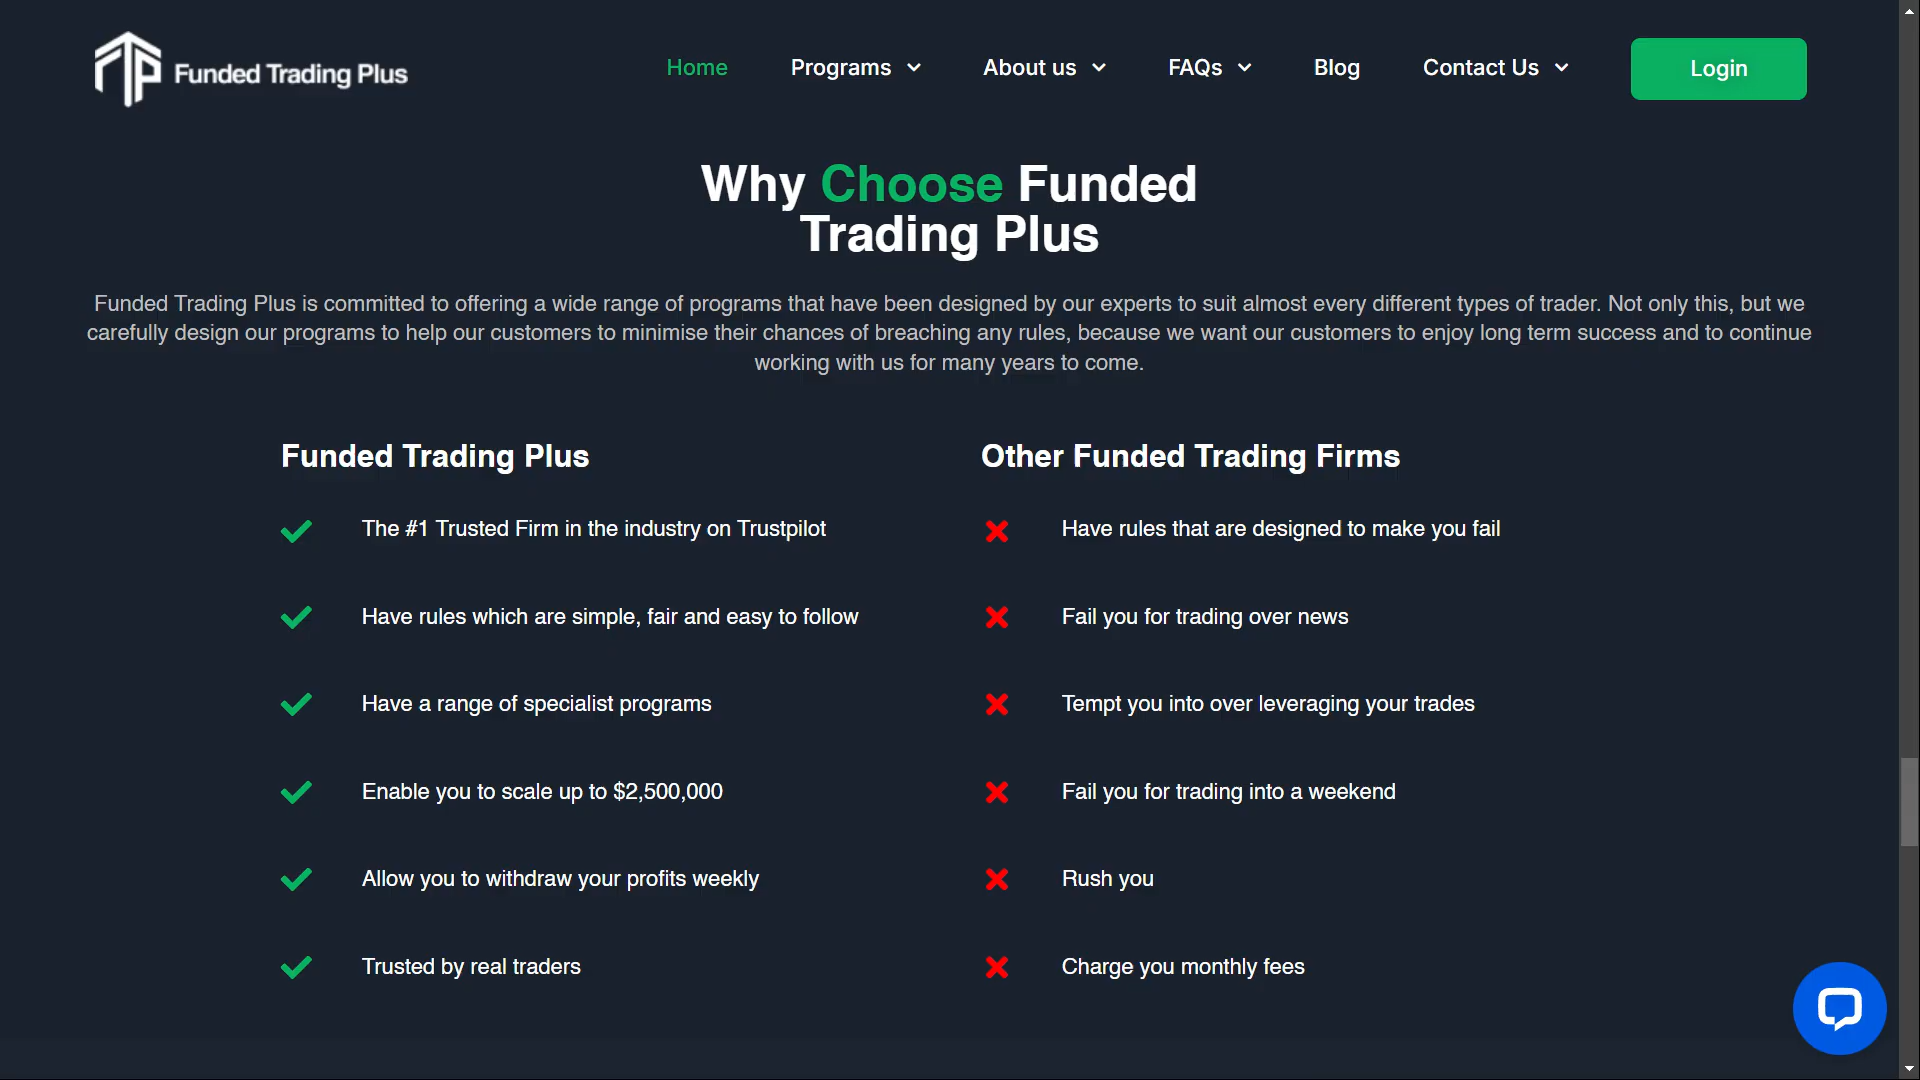 Funded Trading Plus
Home
Programs
About us
FAQs
Blog
Contact Us
Login
Why Choose Funded
Trading Plus
Funded Trading Plus is committed to offering a wide range of programs that have been designed by our experts to suit almost every different types of trader. Not only this, but we
carefully design our programs to help our customers to minimise their chances of breaching any rules, because we want our customers to enjoy long term success and to continue
working with us for many years to come.
Funded Trading Plus
The #1 Trusted Firm in the industry on Trustpilot
Have rules which are simple, fair and easy to follow
Have a range of specialist programs
Enable you to scale up to $2,500,000
Allow you to withdraw your profits weekly
Trusted by real traders
Other Funded Trading Firms
Have rules that are designed to make you fail
Fail you for trading over news
Tempt you into over leveraging your trades
Fail you for trading into a weekend
Rush you
Charge you monthly fees